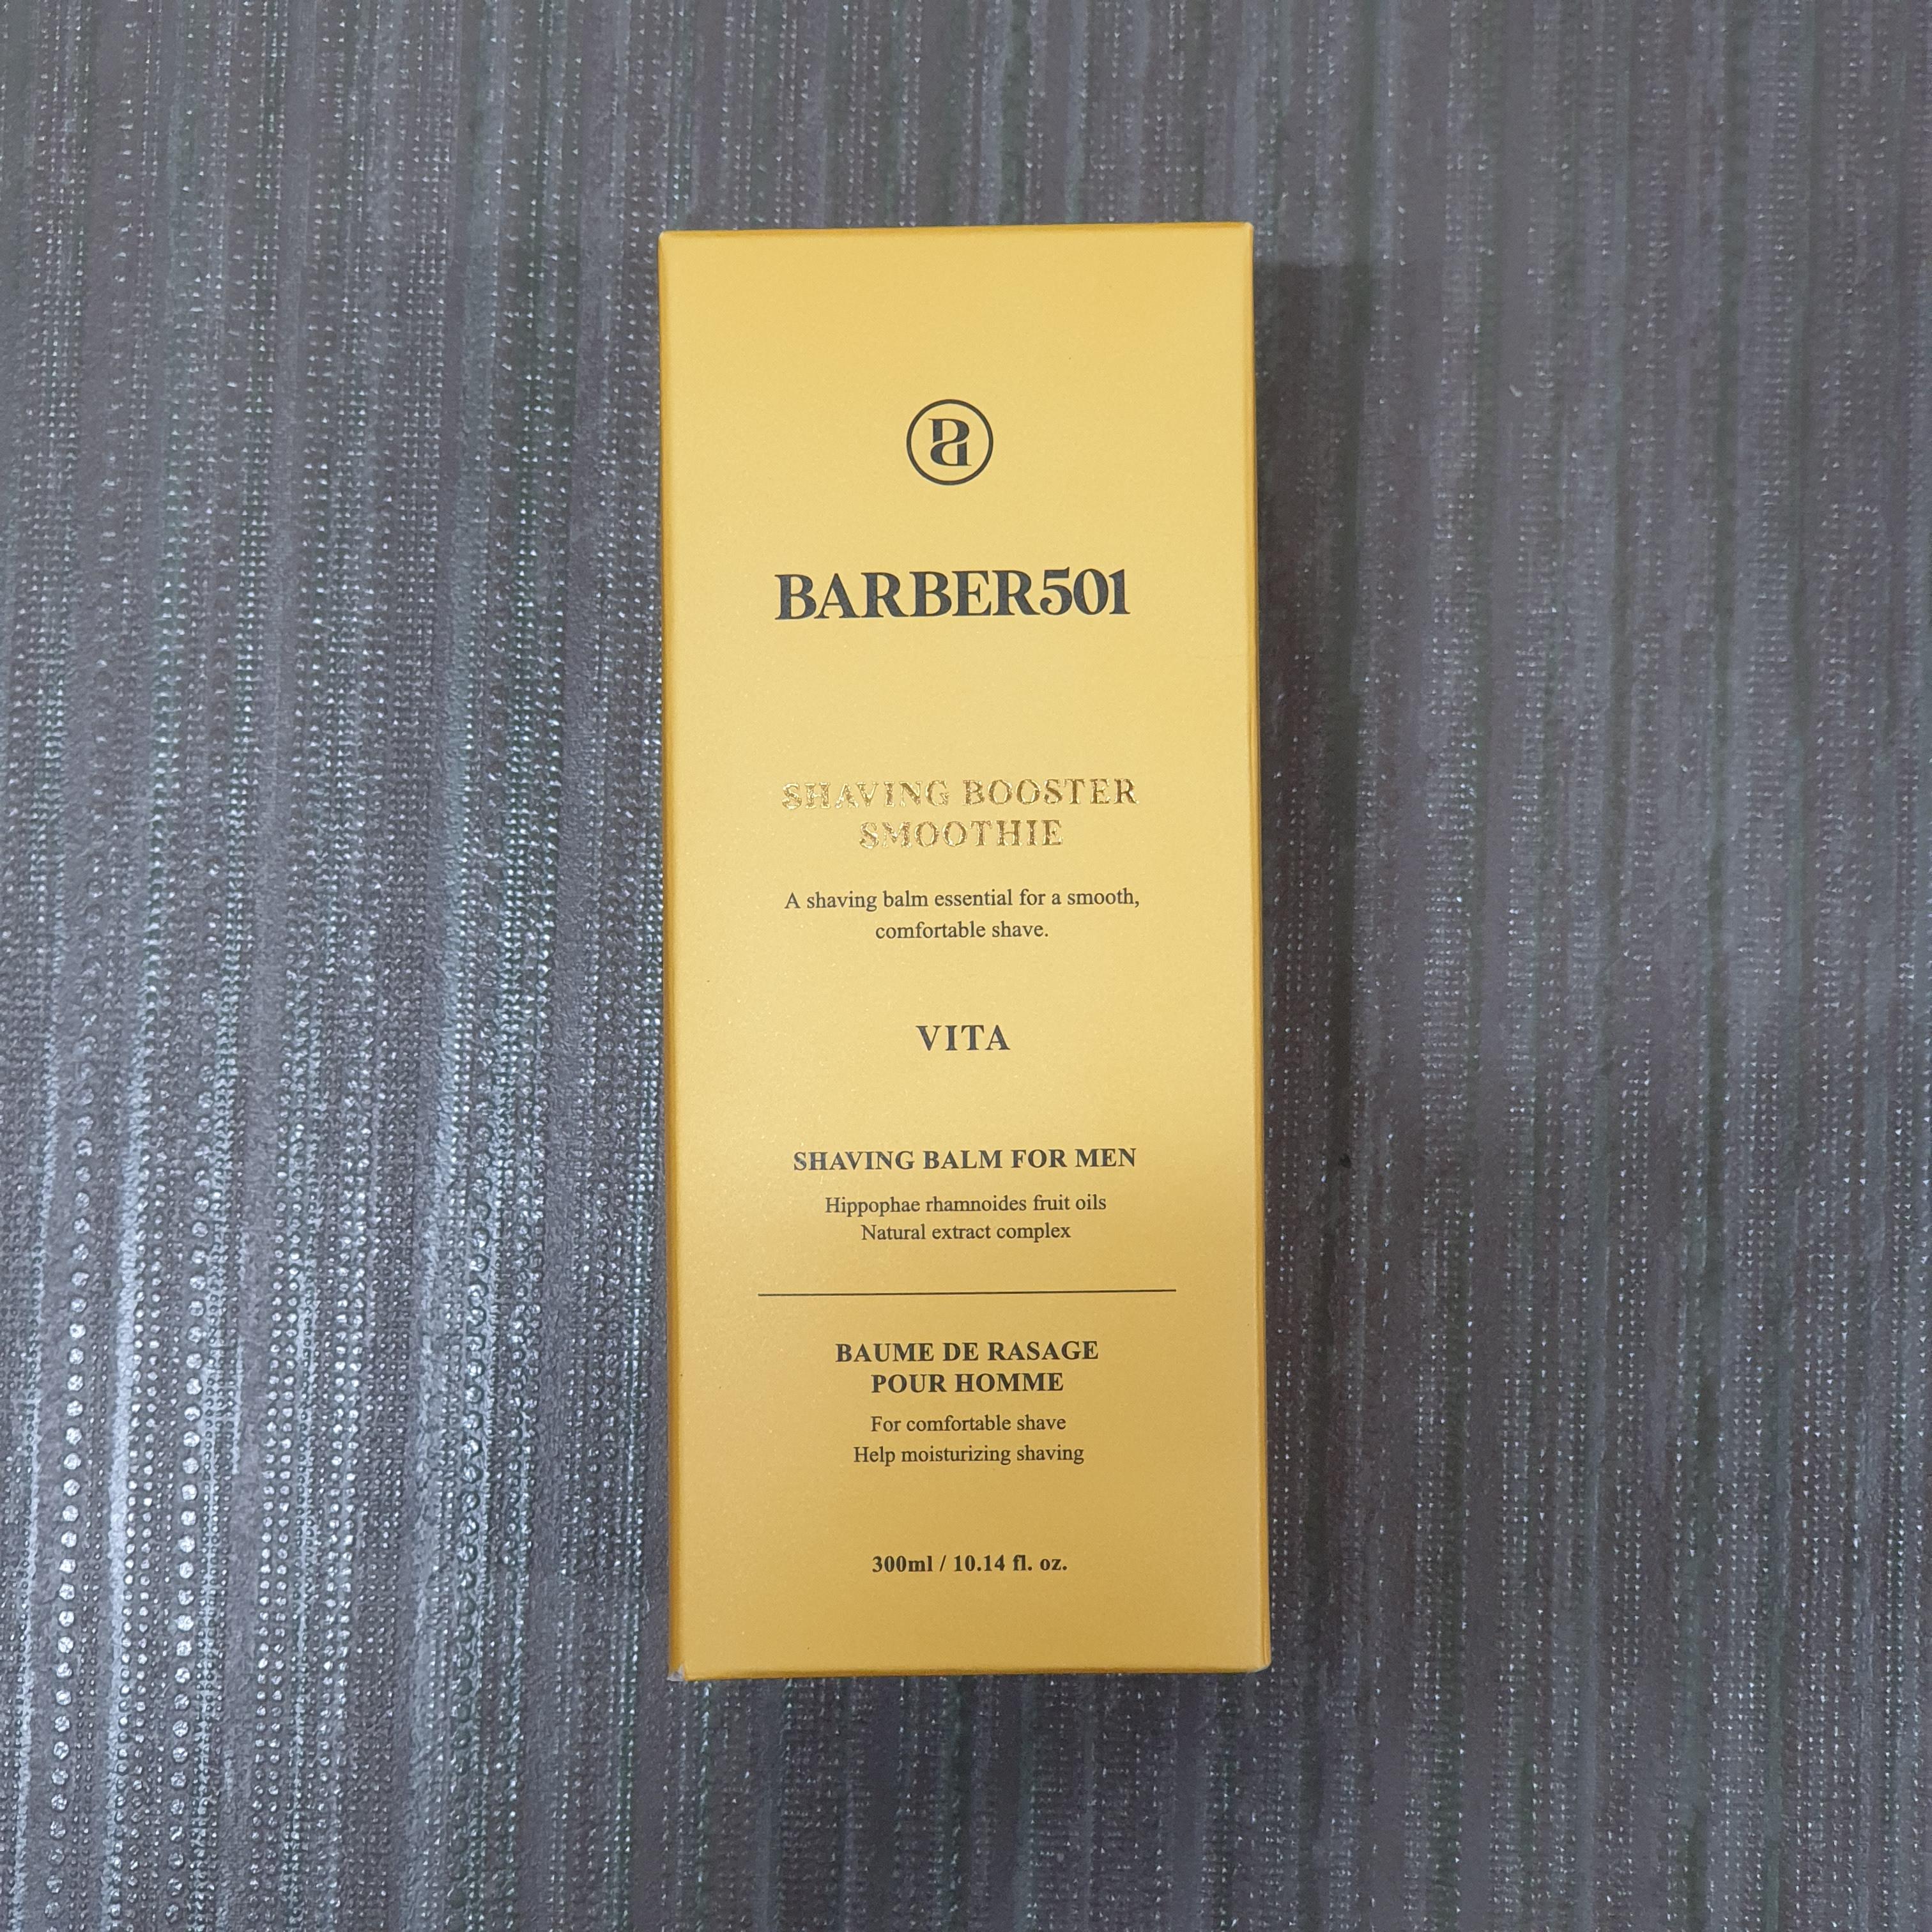 BARBER501
SHAVING BOOSTER
SMOOTHIE
A shaving balm essential for a smooth,
comfortable shave.
VITA
SHAVING BALM FOR MEN
Hippophae rhamnoides fruit oils
Natural extract complex
BAUME DE RASAGE
POUR HOMME
For comfortable shave
Help moisturizing shaving
300ml / 10.14 fl. oz.